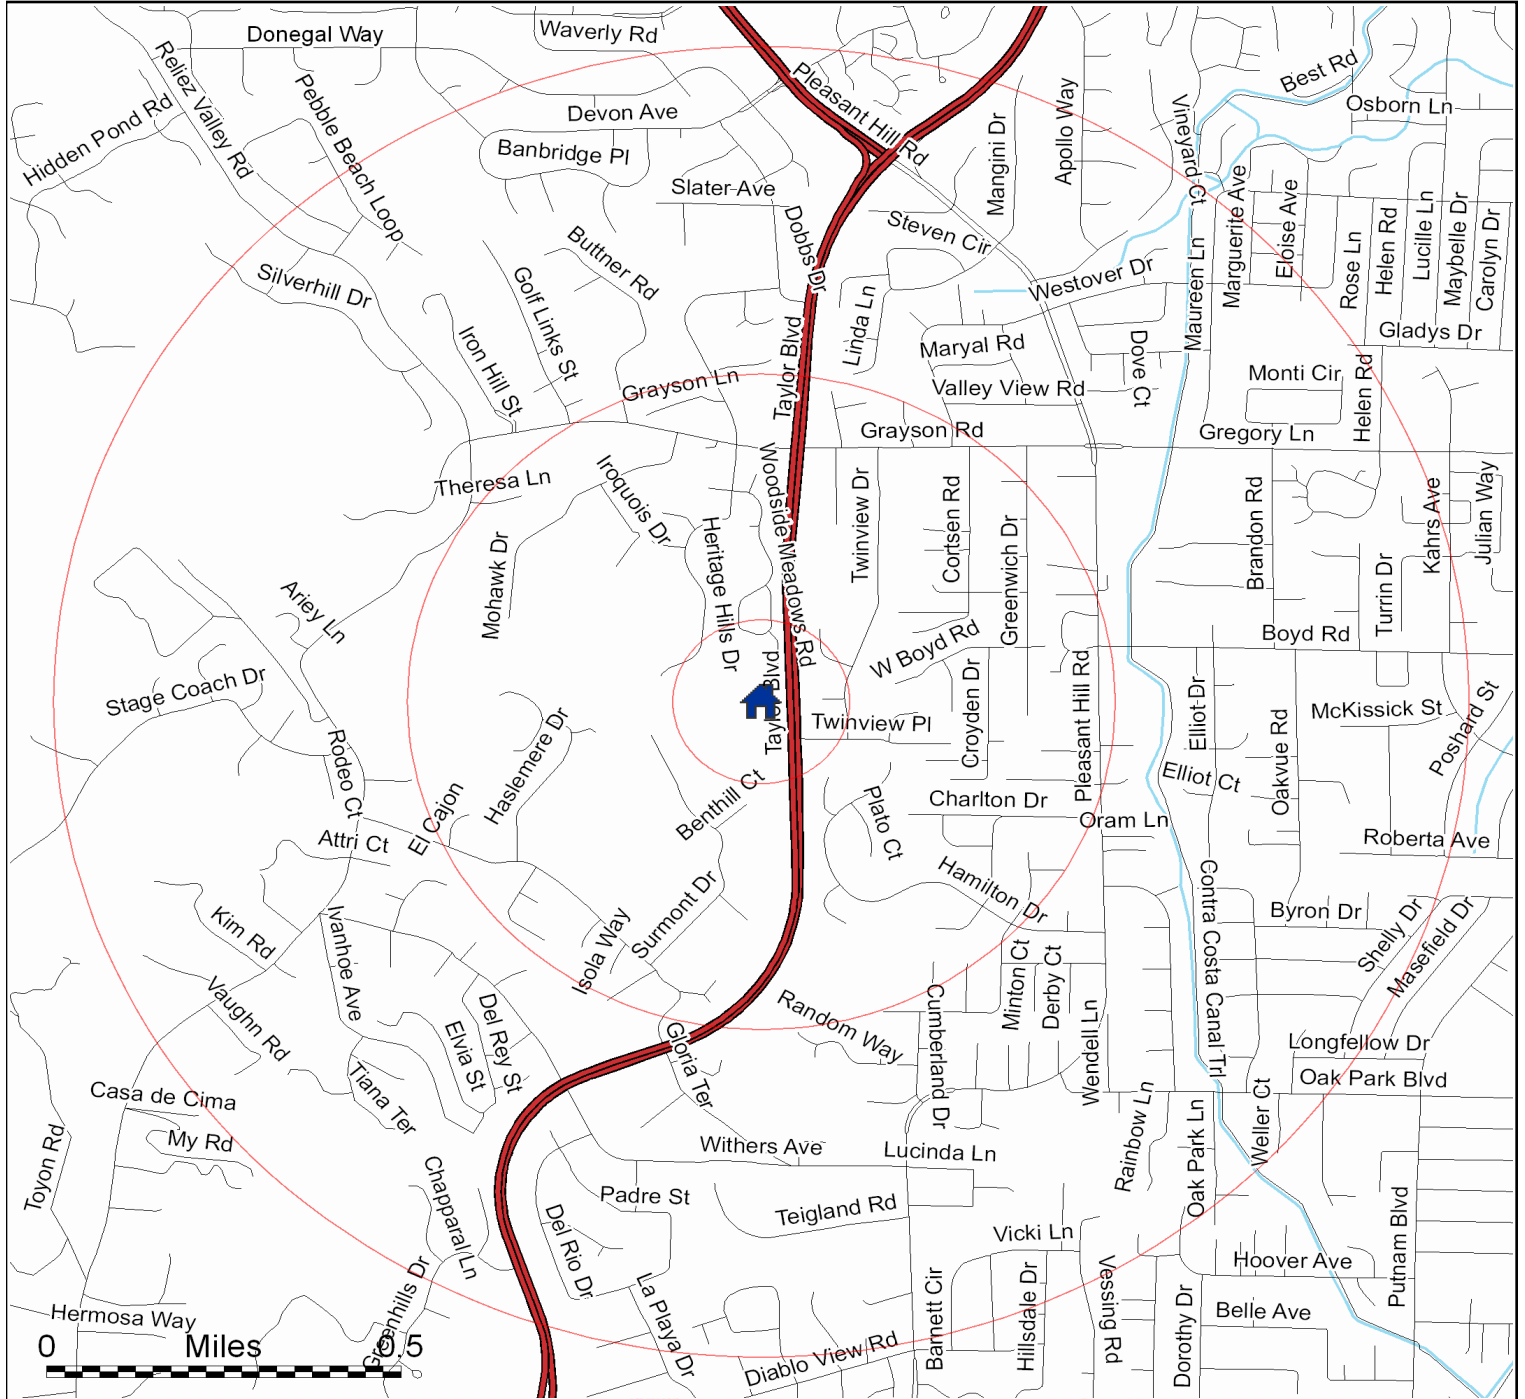 Donegal Way
Waverly Rd
Reliez Valley Rd
Pebble Beach Loop
Hidden Pond Rd
Devon Ave
Banbridge Pl
Slater Ave
Pleasant Hill Rd
Mangini Dr
Apollo Way
Vineyard Ct
Best Rd
Osborn Ln
Marguerite Ave
Eloise Ave
Rose Ln
Helen Rd
Lucille Ln
Maybelle Dr
Carolyn Dr
Silverhill Dr
Buttner Rd
Golf Links St
Iron Hill St
Dobbs Dr
Steven Cir
Westover Dr
Maureen Ln
Linda Ln
Taylor Blvd
Maryal Rd
Dove Ct
Gladys Dr
Grayson Ln
Valley View Rd
Monti Cir
Helen Rd
Grayson Rd
Gregory Ln
Theresa Ln
Iroquois Dr
Woodside Meadows Rd
Twinview Dr
Cortsen Rd
Greenwich Dr
Brandon Rd
Kahrs Ave
Julian Way
Mohawk Dr
Heritage Hills Dr
Turrin Dr
Ariey Ln
W Boyd Rd
Boyd Rd
Stage Coach Dr
Taylor Blvd
Twinview Pl
Croyden Dr
Pleasant Hill Rd
Elliot Dr
McKissick St
Poshard St
Rodeo Ct
Haslemere Dr
Oakvue Rd
Elliot Ct
Benthill Ct
Plato Ct
Charlton Dr
Oram Ln
El Cajon
Attri Ct
Roberta Ave
Hamilton Dr
Contra Costa Canal Trl
Kim Rd
Ivanhoe Ave
Surmont Dr
Isola Way
Byron Dr
Shelly Dr
Masefield Dr
Minton Ct
Derby Ct
Vaughn Rd
Del Rey St
Elvia St
Random Way
Cumberland Dr
Wendell Ln
Gloria Ter
Longfellow Dr
Oak Park Blvd
Tiana Ter
Casa de Cima
My Rd
Toyon Rd
Withers Ave
Lucinda Ln
Rainbow Ln
Oak Park Ln
Weller Ct
Chapparal Ln
Padre St
Teigland Rd
Del Rio Dr
Vicki Ln
Putnam Blvd
Hoover Ave
Greenhills Dr
La Playa Dr
Barnett Cir
Hillsdale Dr
Vessing Rd
Dorothy Dr
Belle Ave
Hermosa Way
Diablo View Rd
0 Miles 0.5